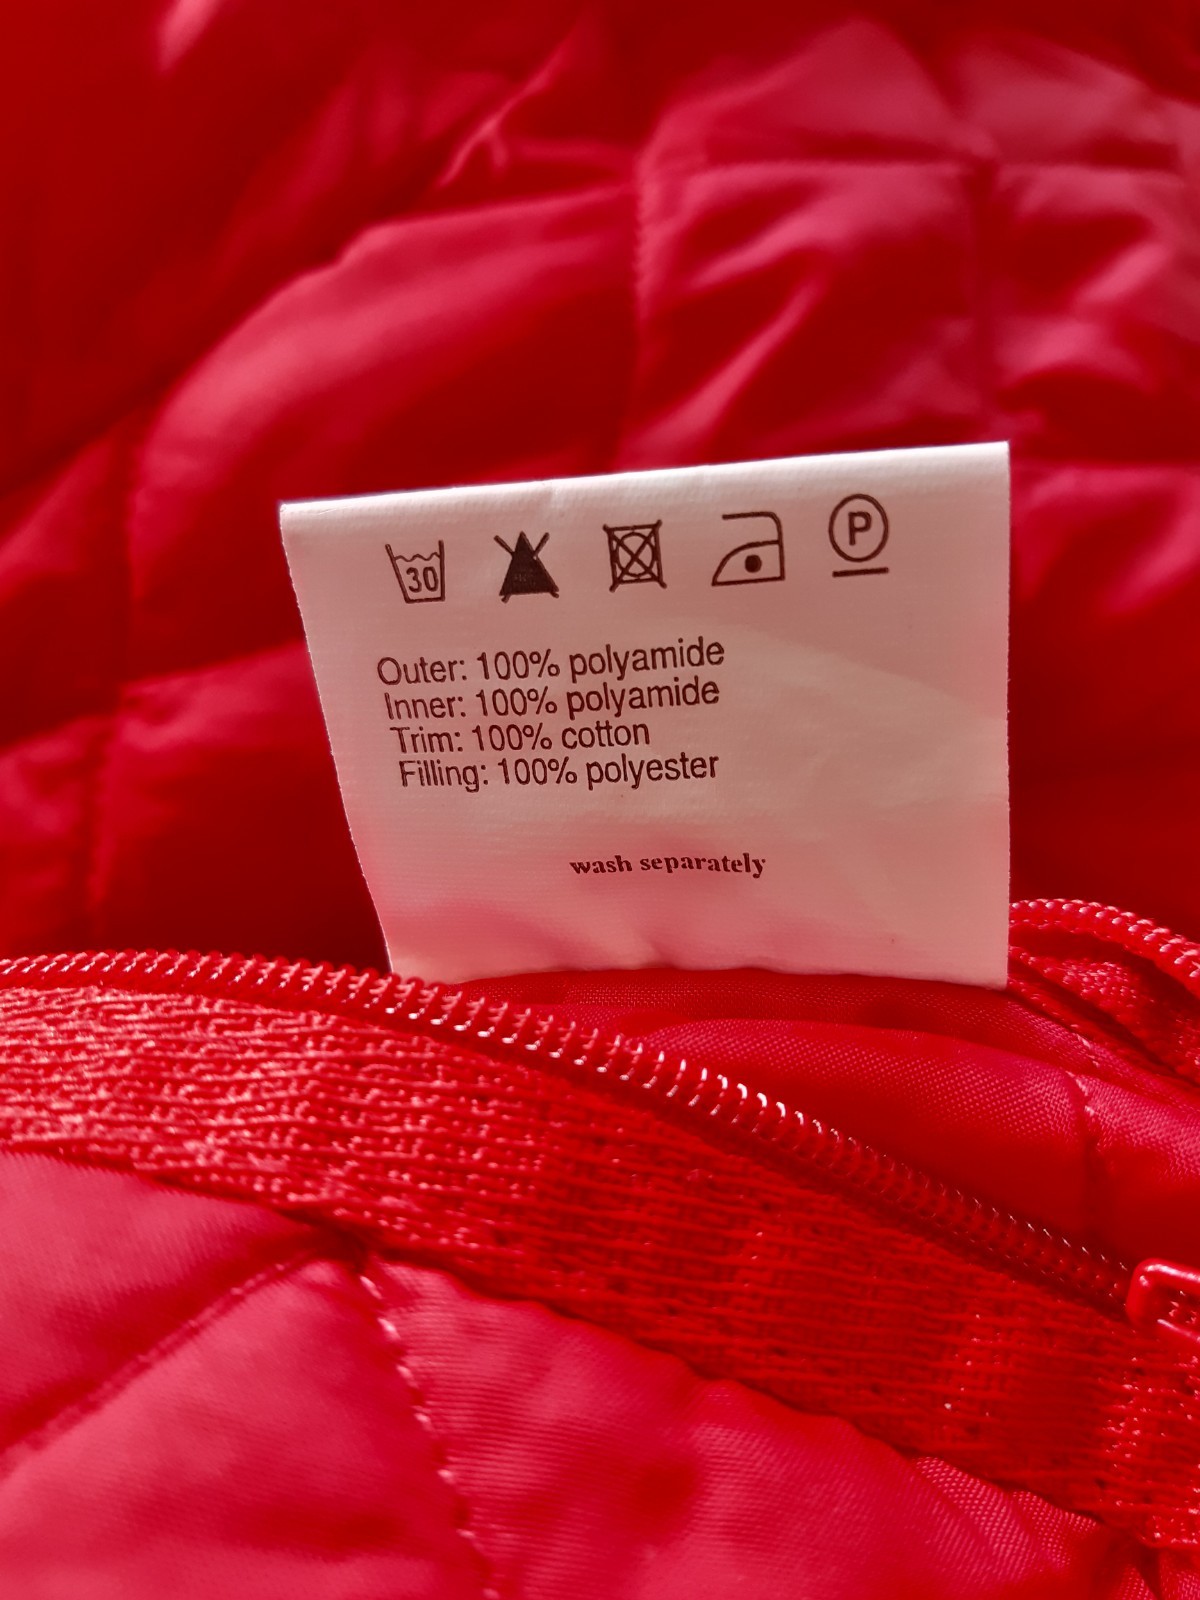 30 P
Outer: 100% polyamide
Inner: 100% polyamide
Trim: 100% cotton
Filling: 100% polyester
wash separately